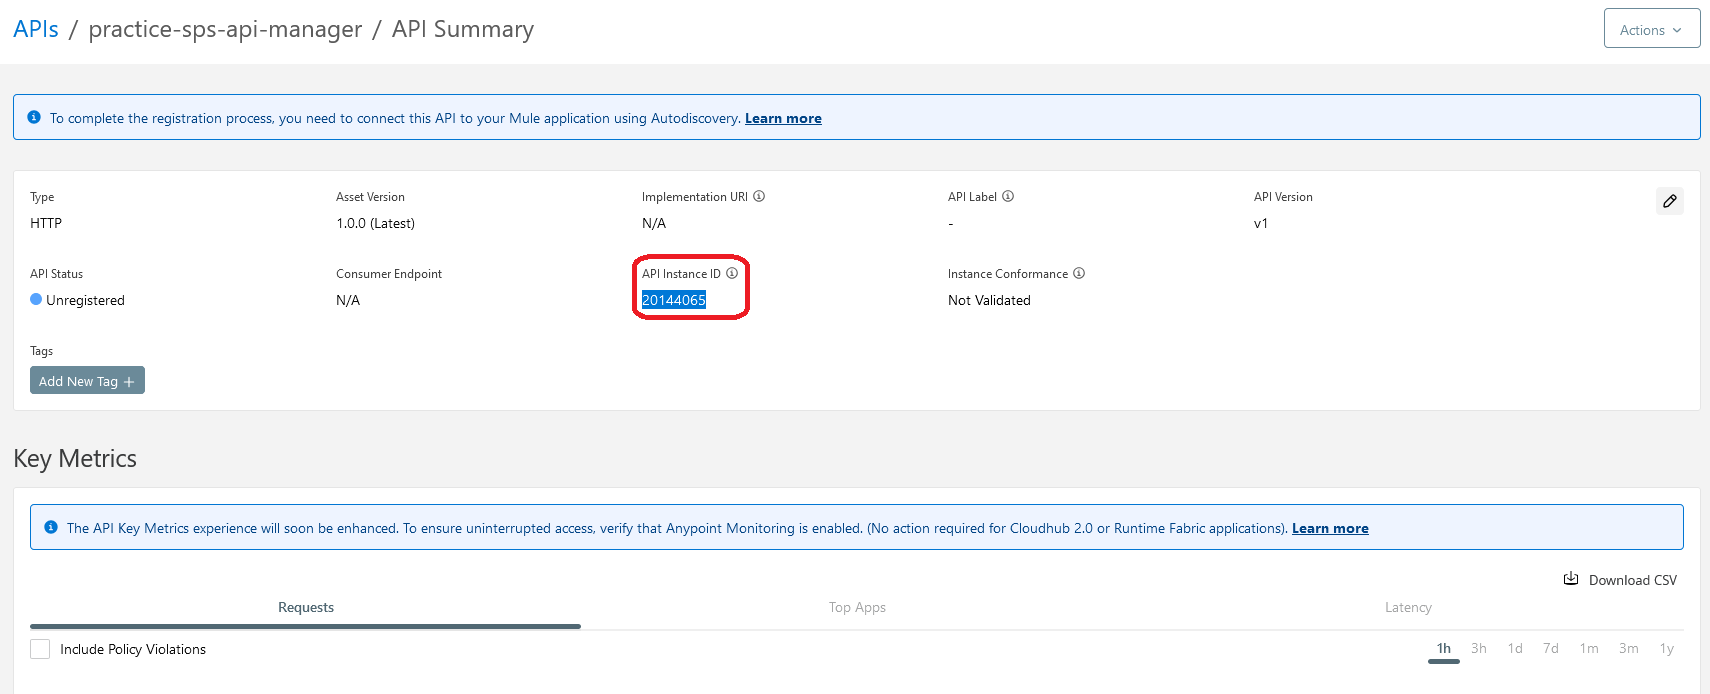 APIs / practice-sps-api-manager / API Summary
Actions
To complete the registration process, you need to connect this API to your Mule application using Autodiscovery. Learn more
Type
HTTP
Asset Version
1.0.0 (Latest)
Implementation URI
N/A
API Label
-
API Version
v1
API Status
Unregistered
Consumer Endpoint
N/A
API Instance ID
20144065
Instance Conformance
Not Validated
Tags
Add New Tag +
Key Metrics
The API Key Metrics experience will soon be enhanced. To ensure uninterrupted access, verify that Anypoint Monitoring is enabled. (No action required for Cloudhub 2.0 or Runtime Fabric applications). Learn more
Download CSV
Requests
Top Apps
Latency
Include Policy Violations
1h 3h 1d 7d 1m 3m 1y